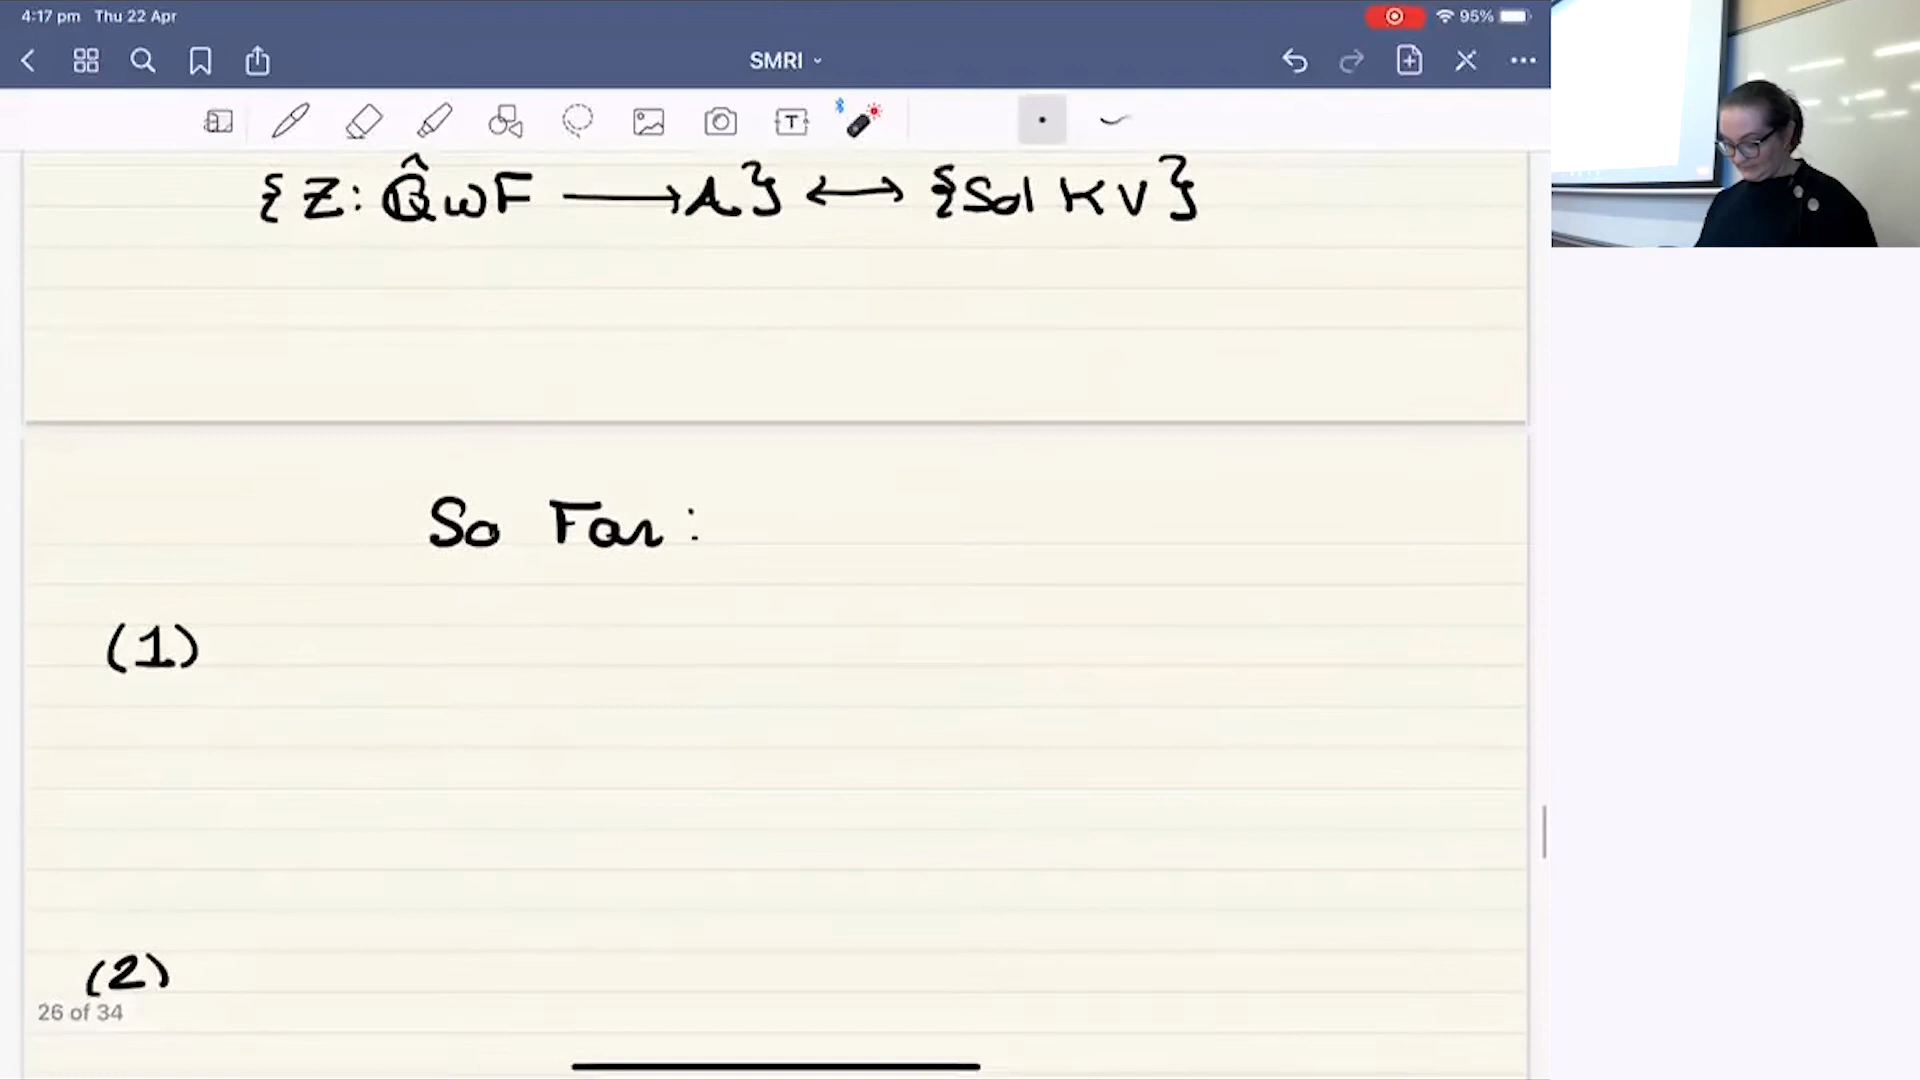 4:17 pm Thu 22 Apr
95%
SMRI
T
{Z: Q̂wF ⟶ A} ⟷ {Sol KV}
So Far:
(1)
(2)
26 of 34